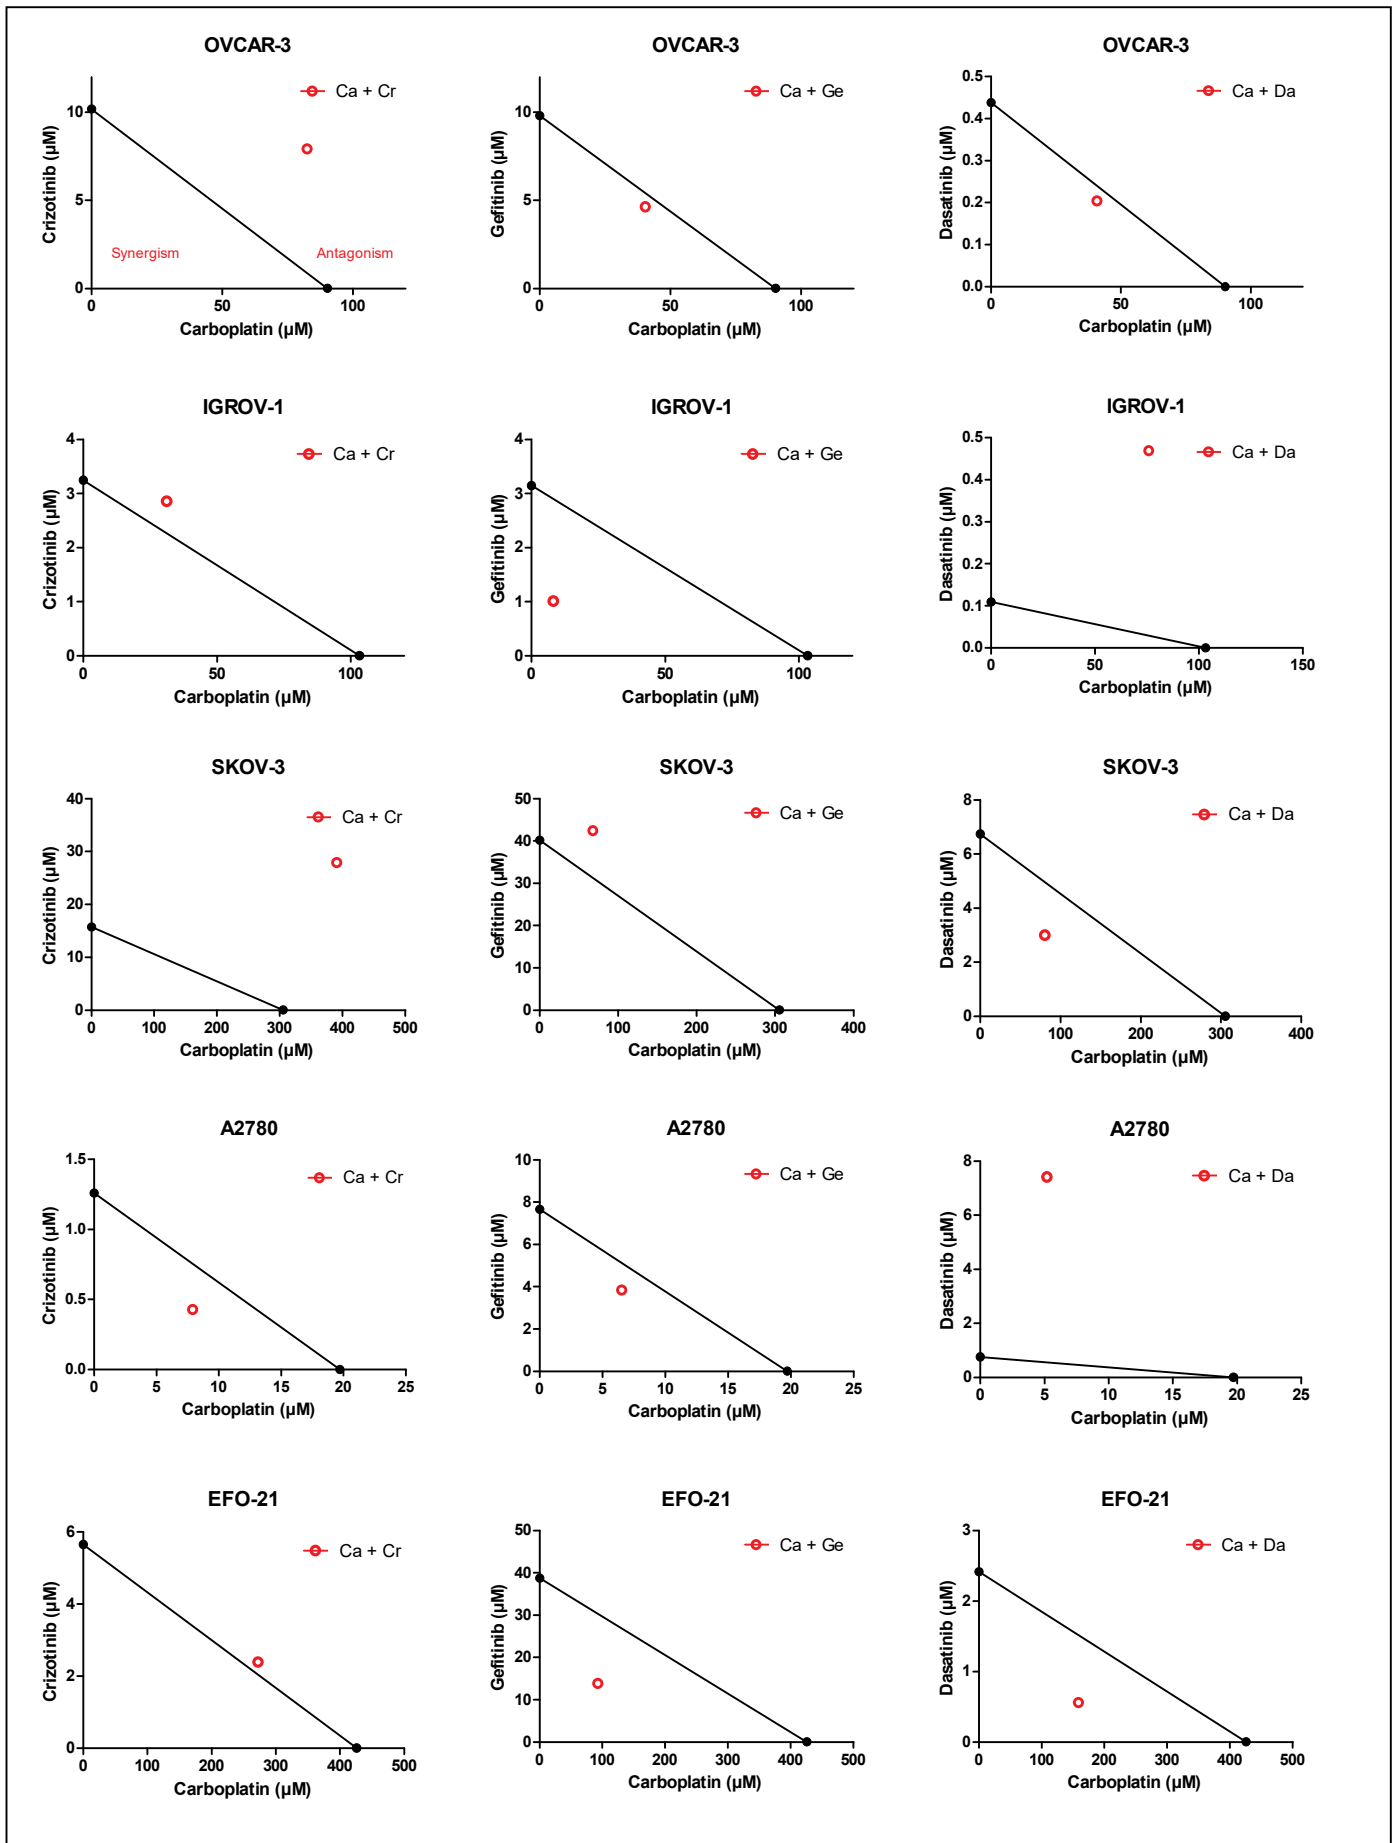 OVCAR-3
Ca + Cr
Crizotinib (µM)
10
5
0
Synergism
Antagonism
0 50 100
Carboplatin (µM)
OVCAR-3
Ca + Ge
Gefitinib (µM)
10
5
0
0 50 100
Carboplatin (µM)
OVCAR-3
Ca + Da
Dasatinib (µM)
0.5
0.4
0.3
0.2
0.1
0.0
0 50 100
Carboplatin (µM)
IGROV-1
Ca + Cr
Crizotinib (µM)
4
3
2
1
0
0 50 100
Carboplatin (µM)
IGROV-1
Ca + Ge
Gefitinib (µM)
4
3
2
1
0
0 50 100
Carboplatin (µM)
IGROV-1
Ca + Da
Dasatinib (µM)
0.5
0.4
0.3
0.2
0.1
0.0
0 50 100 150
Carboplatin (µM)
SKOV-3
Ca + Cr
Crizotinib (µM)
40
30
20
10
0
0 100 200 300 400 500
Carboplatin (µM)
SKOV-3
Ca + Ge
Gefitinib (µM)
50
40
30
20
10
0
0 100 200 300 400
Carboplatin (µM)
SKOV-3
Ca + Da
Dasatinib (µM)
8
6
4
2
0
0 100 200 300 400
Carboplatin (µM)
A2780
Ca + Cr
Crizotinib (µM)
1.5
1.0
0.5
0.0
0 5 10 15 20 25
Carboplatin (µM)
A2780
Ca + Ge
Gefitinib (µM)
10
8
6
4
2
0
0 5 10 15 20 25
Carboplatin (µM)
A2780
Ca + Da
Dasatinib (µM)
8
6
4
2
0
0 5 10 15 20 25
Carboplatin (µM)
EFO-21
Ca + Cr
Crizotinib (µM)
6
4
2
0
0 100 200 300 400 500
Carboplatin (µM)
EFO-21
Ca + Ge
Gefitinib (µM)
50
40
30
20
10
0
0 100 200 300 400 500
Carboplatin (µM)
EFO-21
Ca + Da
Dasatinib (µM)
3
2
1
0
0 100 200 300 400 500
Carboplatin (µM)